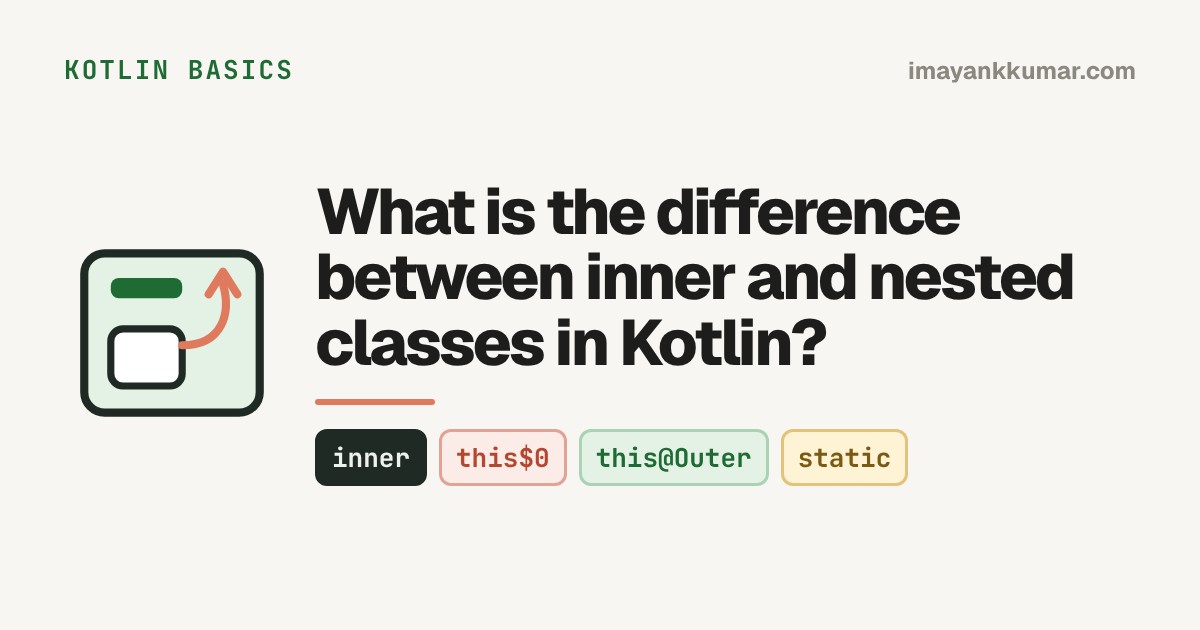 KOTLIN BASICS
imayankkumar.com
What is the difference
between inner and nested
classes in Kotlin?
inner this$0 this@Outer static